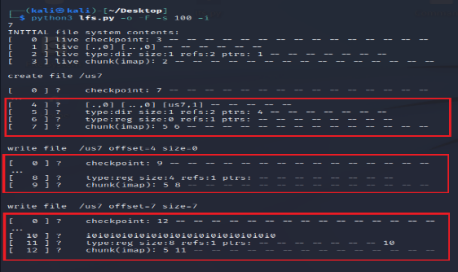 (kali㉿kali)-[~/Desktop]
$ python3 lfs.py -o -f -s 100 -i
7
INITIAL file system contents:
[ 0 ] live checkpoint: 3 -- -- -- -- -- -- -- -- -- -- -- -- -- -- --
[ 1 ] live [.,0] [..,0] -- -- -- -- -- --
[ 2 ] live type:dir size:1 refs:2 ptrs: 1 -- -- -- -- -- -- --
[ 3 ] live chunk(imap): 2 -- -- -- -- -- -- -- -- -- -- -- -- -- -- --
create file /us7
[ 0 ] ? checkpoint: 7 -- -- -- -- -- -- -- -- -- -- -- -- -- -- --
[ 4 ] ? [.,0] [..,0] [us7,1] -- -- -- -- --
[ 5 ] ? type:dir size:1 refs:2 ptrs: 4 -- -- -- -- -- -- --
[ 6 ] ? type:reg size:0 refs:1 ptrs: -- -- -- -- -- -- -- --
[ 7 ] ? chunk(imap): 5 6 -- -- -- -- -- -- -- -- -- -- -- -- -- --
write file /us7 offset=4 size=0
[ 0 ] ? checkpoint: 9 -- -- -- -- -- -- -- -- -- -- -- -- -- -- --
...
[ 8 ] ? type:reg size:4 refs:1 ptrs: -- -- -- -- -- -- -- --
[ 9 ] ? chunk(imap): 5 8 -- -- -- -- -- -- -- -- -- -- -- -- -- --
write file /us7 offset=7 size=7
[ 0 ] ? checkpoint: 12 -- -- -- -- -- -- -- -- -- -- -- -- -- -- --
...
[ 10 ] ? i0i0i0i0i0i0i0i0i0i0i0i0i0i0i0i0
[ 11 ] ? type:reg size:8 refs:1 ptrs: -- -- -- -- -- -- -- 10
[ 12 ] ? chunk(imap): 5 11 -- -- -- -- -- -- -- -- -- -- -- -- -- --